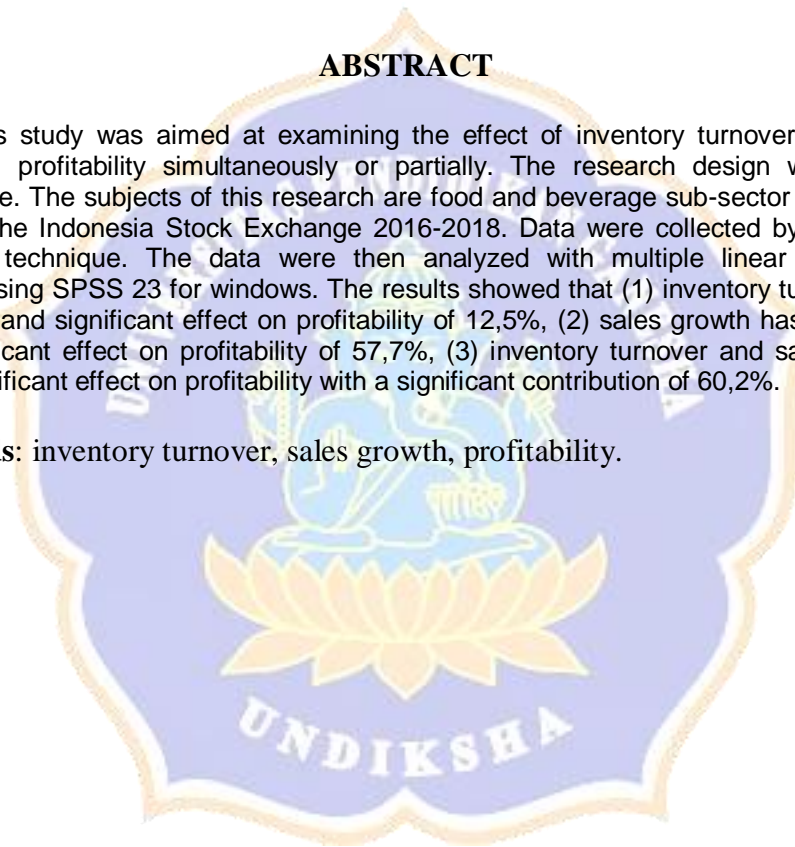 ABSTRACT
s study was aimed at examining the effect of inventory turnover
profitability simultaneously or partially. The research design w
e. The subjects of this research are food and beverage sub-sector
he Indonesia Stock Exchange 2016-2018. Data were collected by
technique. The data were then analyzed with multiple linear
sing SPSS 23 for windows. The results showed that (1) inventory tu
and significant effect on profitability of 12,5%, (2) sales growth has
icant effect on profitability of 57,7%, (3) inventory turnover and sa
ificant effect on profitability with a significant contribution of 60,2%.
s: inventory turnover, sales growth, profitability.
UNIVERSITAS PENDIDIKAN GANESHA
UNDIKSHA